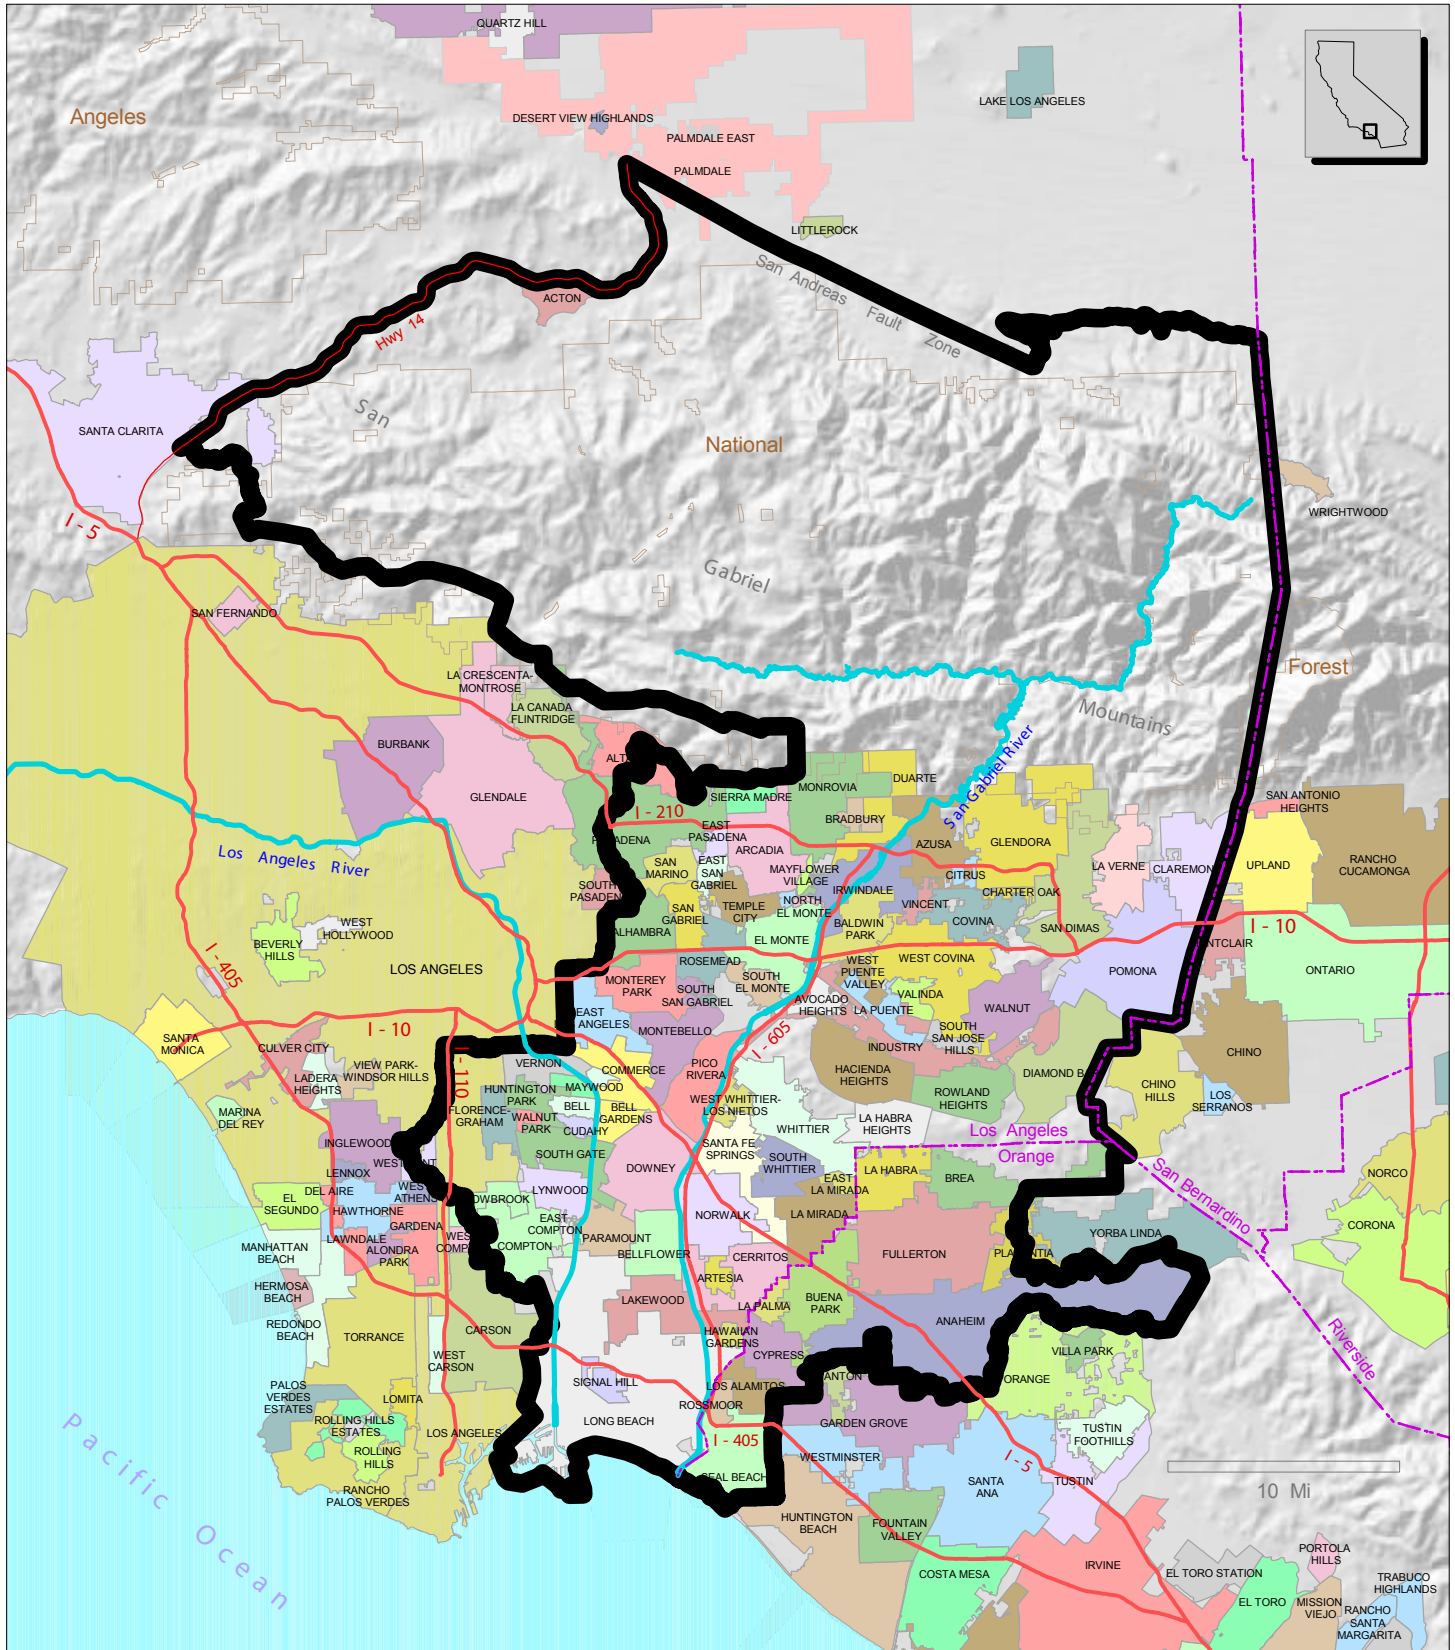 QUARTZ HILL
Angeles
LAKE LOS ANGELES
DESERT VIEW HIGHLANDS
PALMDALE EAST
PALMDALE
LITTLEROCK
San Andreas Fault Zone
ACTON
Hwy 14
San
SANTA CLARITA
National
I - 5
WRIGHTWOOD
Gabriel
SAN FERNANDO
Forest
LA CRESCENTA-
MONTROSE
LA CANADA
FLINTRIDGE
Mountains
BURBANK
ALT
San Gabriel River
DUARTE
MONROVIA
GLENDALE
SIERRA MADRE
SAN ANTONIO
HEIGHTS
I - 210
BRADBURY
EAST
PASADENA
PASADENA
ARCADIA
AZUSA
GLENDORA
Los Angeles River
SAN
MARINO
EAST
SAN
GABRIEL
MAYFLOWER
VILLAGE
CITRUS
LA VERNE
CLAREMON
UPLAND
RANCHO
CUCAMONGA
SOUTH
PASADEN
IRWINDALE
CHARTER OAK
NORTH
EL MONTE
VINCENT
TEMPLE
CITY
SAN
GABRIEL
WEST
HOLLYWOOD
BALDWIN
PARK
COVINA
SAN DIMAS
I - 10
ALHAMBRA
EL MONTE
BEVERLY
HILLS
NTCLAIR
I - 405
LOS ANGELES
ROSEMEAD
WEST
PUENTE
VALLEY
WEST COVINA
POMONA
ONTARIO
MONTEREY
PARK
SOUTH
SAN GABRIEL
SOUTH
EL MONTE
VALINDA
AVOCADO
HEIGHTS
LA PUENTE
WALNUT
EAST
ANGELES
I - 10
MONTEBELLO
SOUTH
SAN JOSE
HILLS
SANTA
MONICA
CULVER CITY
I - 605
INDUSTRY
CHINO
I - 110
VERNON
COMMERCE
PICO
RIVERA
VIEW PARK-
WINDSOR HILLS
LADERA
HEIGHTS
HACIENDA
HEIGHTS
DIAMOND BA
CHINO
HILLS
LOS
SERRANOS
HUNTINGTON
PARK
MAYWOOD
ROWLAND
HEIGHTS
MARINA
DEL REY
FLORENCE-
GRAHAM
WALNUT
PARK
BELL
BELL
GARDENS
WEST WHITTIER-
LOS NIETOS
LA HABRA
HEIGHTS
CUDAHY
WHITTIER
Los Angeles
Orange
INGLEWOOD
SANTA FE
SPRINGS
SOUTH GATE
SOUTH
WHITTIER
LENNOX
DOWNEY
LA HABRA
BREA
San Bernardino
NORCO
DEL AIRE
EL
SEGUNDO
LYNWOOD
EAST
LA MIRADA
HAWTHORNE
NORWALK
LA MIRADA
GARDENA
EAST
COMPTON
CORONA
LAWNDALE
ALONDRA
PARK
COMPTON
PARAMOUNT
BELLFLOWER
YORBA LINDA
MANHATTAN
BEACH
CERRITOS
FULLERTON
HERMOSA
BEACH
ARTESIA
LAKEWOOD
LA PALMA
BUENA
PARK
REDONDO
BEACH
ANAHEIM
TORRANCE
CARSON
HAWAIIAN
GARDENS
Riverside
CYPRESS
VILLA PARK
WEST
CARSON
SIGNAL HILL
LOS ALAMITOS
ANTON
ORANGE
PALOS
VERDES
ESTATES
LOMITA
ROSSMOOR
ROLLING HILLS
ESTATES
LOS ANGELES
LONG BEACH
GARDEN GROVE
TUSTIN
FOOTHILLS
ROLLING
HILLS
I - 405
I - 5
WESTMINSTER
SEAL BEACH
SANTA
ANA
TUSTIN
RANCHO
PALOS VERDES
10 Mi
Pacific Ocean
HUNTINGTON
BEACH
FOUNTAIN
VALLEY
PORTOLA
HILLS
IRVINE
EL TORO STATION
COSTA MESA
TRABUCO
HIGHLANDS
EL TORO
MISSION
VIEJO
RANCHO
SANTA
MARGARITA